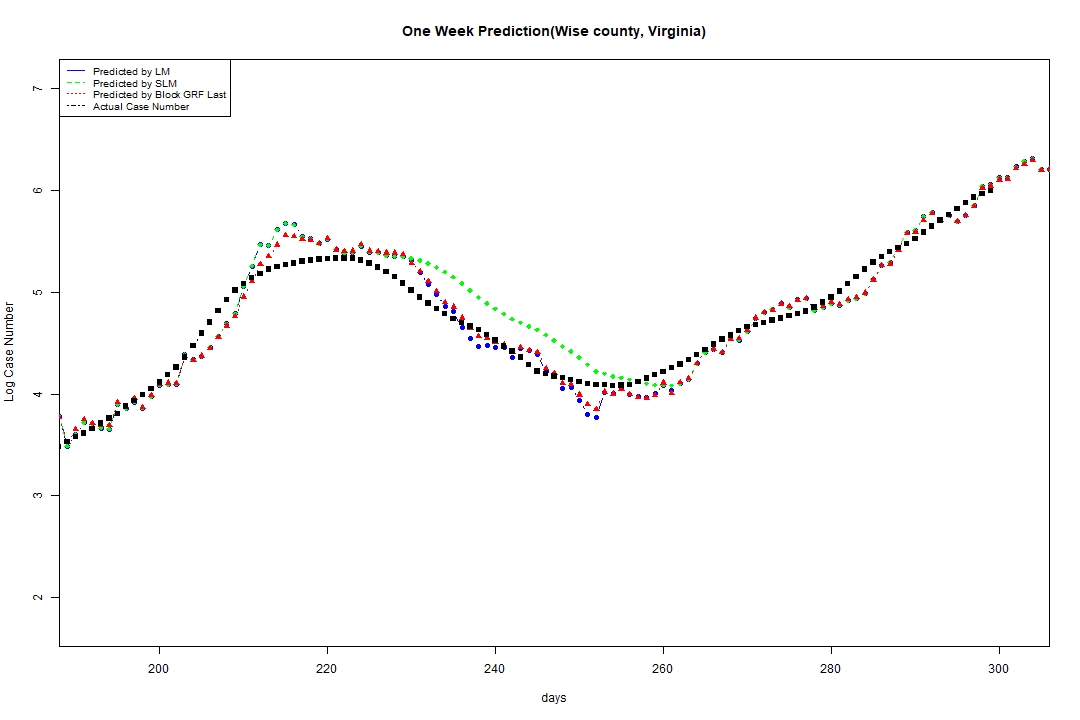 One Week Prediction(Wise county, Virginia)
Predicted by LM
Predicted by SLM
Predicted by Block GRF Last
Actual Case Number
7
6
5
4
3
2
Log Case Number
200 220 240 260 280 300
days